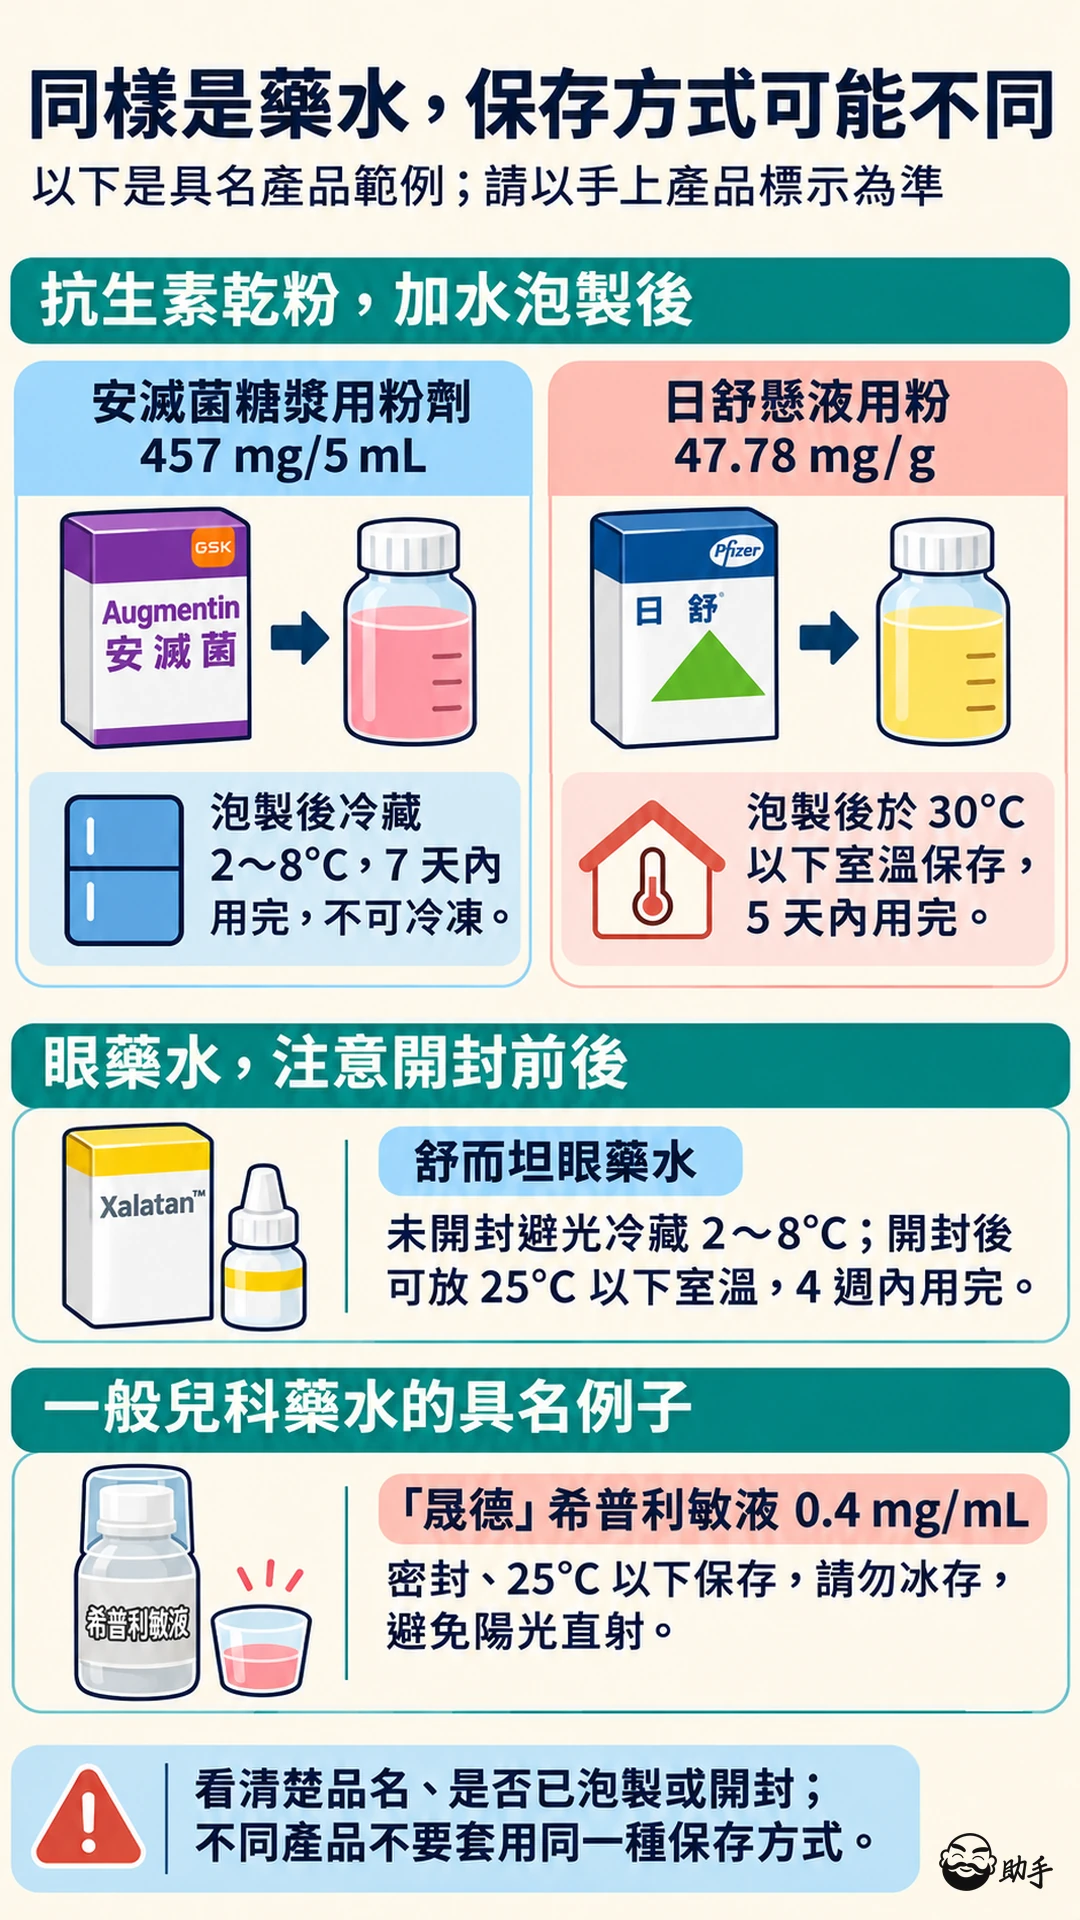 同樣是藥水，保存方式可能不同
以下是具名產品範例；請以手上產品標示為準
抗生素乾粉，加水泡製後
安滅菌糖漿用粉劑
457 mg/5 mL
GSK
Augmentin
安滅菌
泡製後冷藏
2～8°C，7 天內
用完，不可冷凍。
日舒懸液用粉
47.78 mg/g
Pfizer
日舒®
泡製後於 30°C
以下室溫保存，
5 天內用完。
眼藥水，注意開封前後
Xalatan™
舒而坦眼藥水
未開封避光冷藏 2～8°C；開封後
可放 25°C 以下室溫，4 週內用完。
一般兒科藥水的具名例子
希普利敏液
「晟德」希普利敏液 0.4 mg/mL
密封、25°C 以下保存，請勿冰存，
避免陽光直射。
看清楚品名、是否已泡製或開封；
不同產品不要套用同一種保存方式。
助手